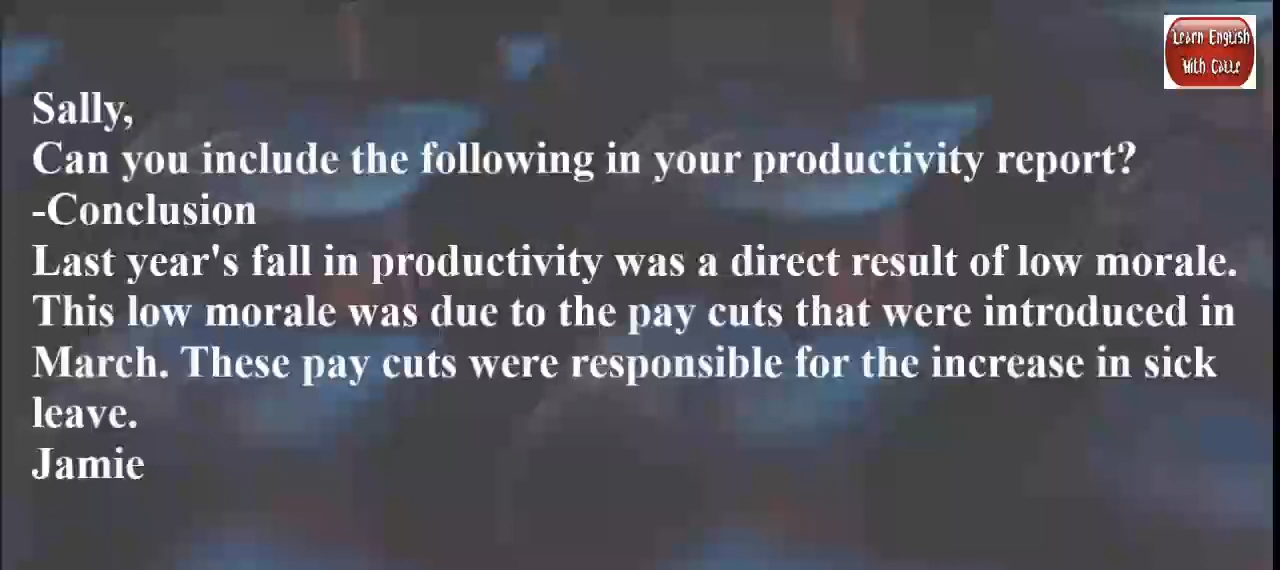 Learn English
With Cattz
Sally,
Can you include the following in your productivity report?
-Conclusion
Last year's fall in productivity was a direct result of low morale.
This low morale was due to the pay cuts that were introduced in
March. These pay cuts were responsible for the increase in sick
leave.
Jamie